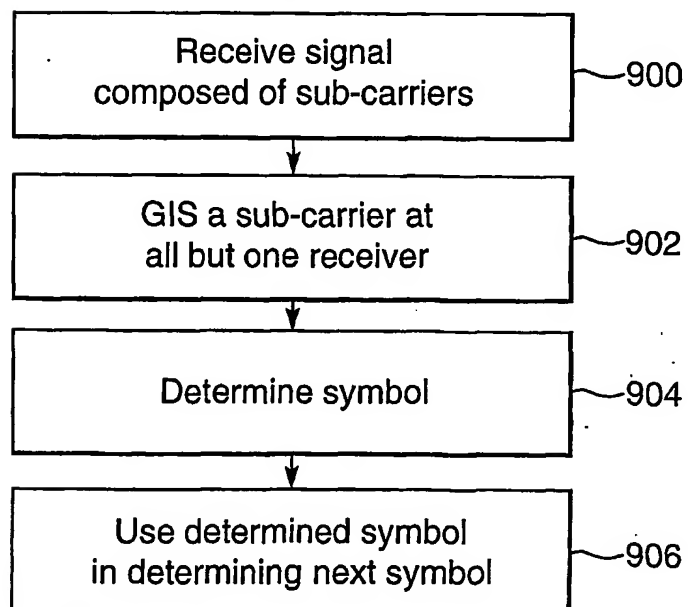 Receive signal
composed of sub-carriers
900
GIS a sub-carrier at
all but one receiver
902
Determine symbol
904
Use determined symbol
in determining next symbol
906